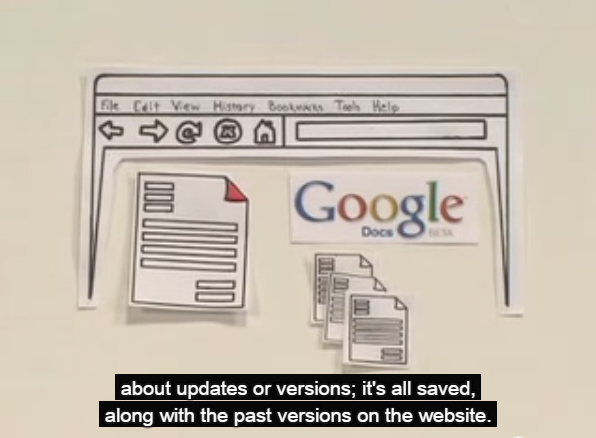 File Edit View History Bookmarks Tools Help
Google
Docs BETA
about updates or versions; it's all saved,
along with the past versions on the website.